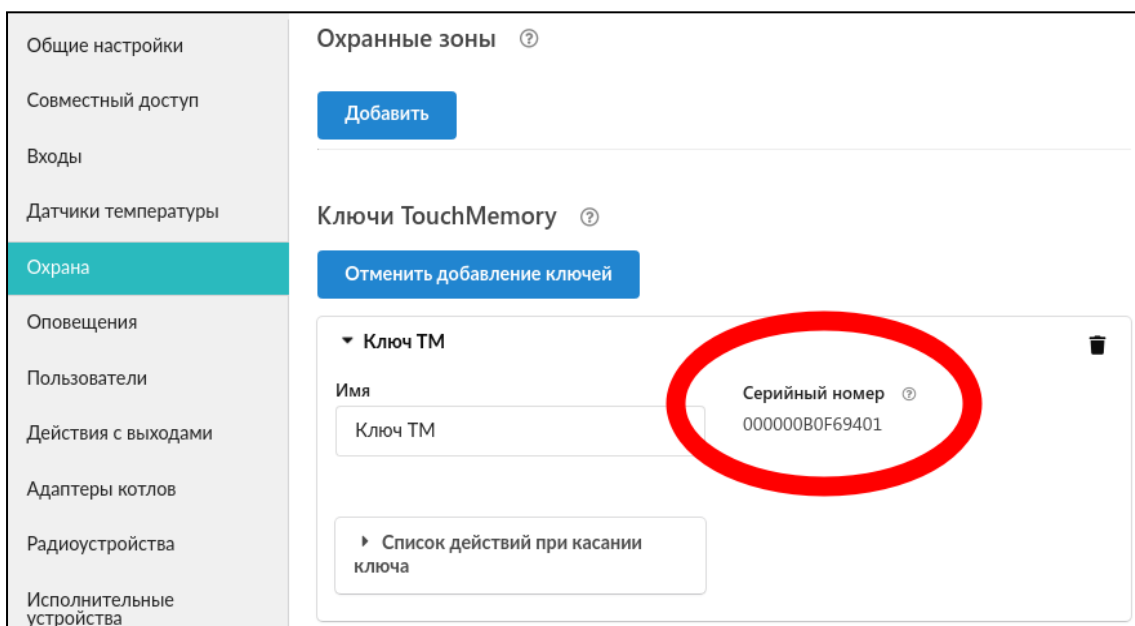 Общие настройки
Совместный доступ
Входы
Датчики температуры
Охрана
Оповещения
Пользователи
Действия с выходами
Адаптеры котлов
Радиоустройства
Исполнительные
устройства
Охранные зоны ?
Добавить
Ключи TouchMemory ?
Отменить добавление ключей
Ключ ТМ
Имя
Ключ ТМ
Серийный номер ?
000000B0F69401
Список действий при касании
ключа